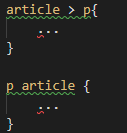 article > p{
    ...
}
p article {
    ...
}